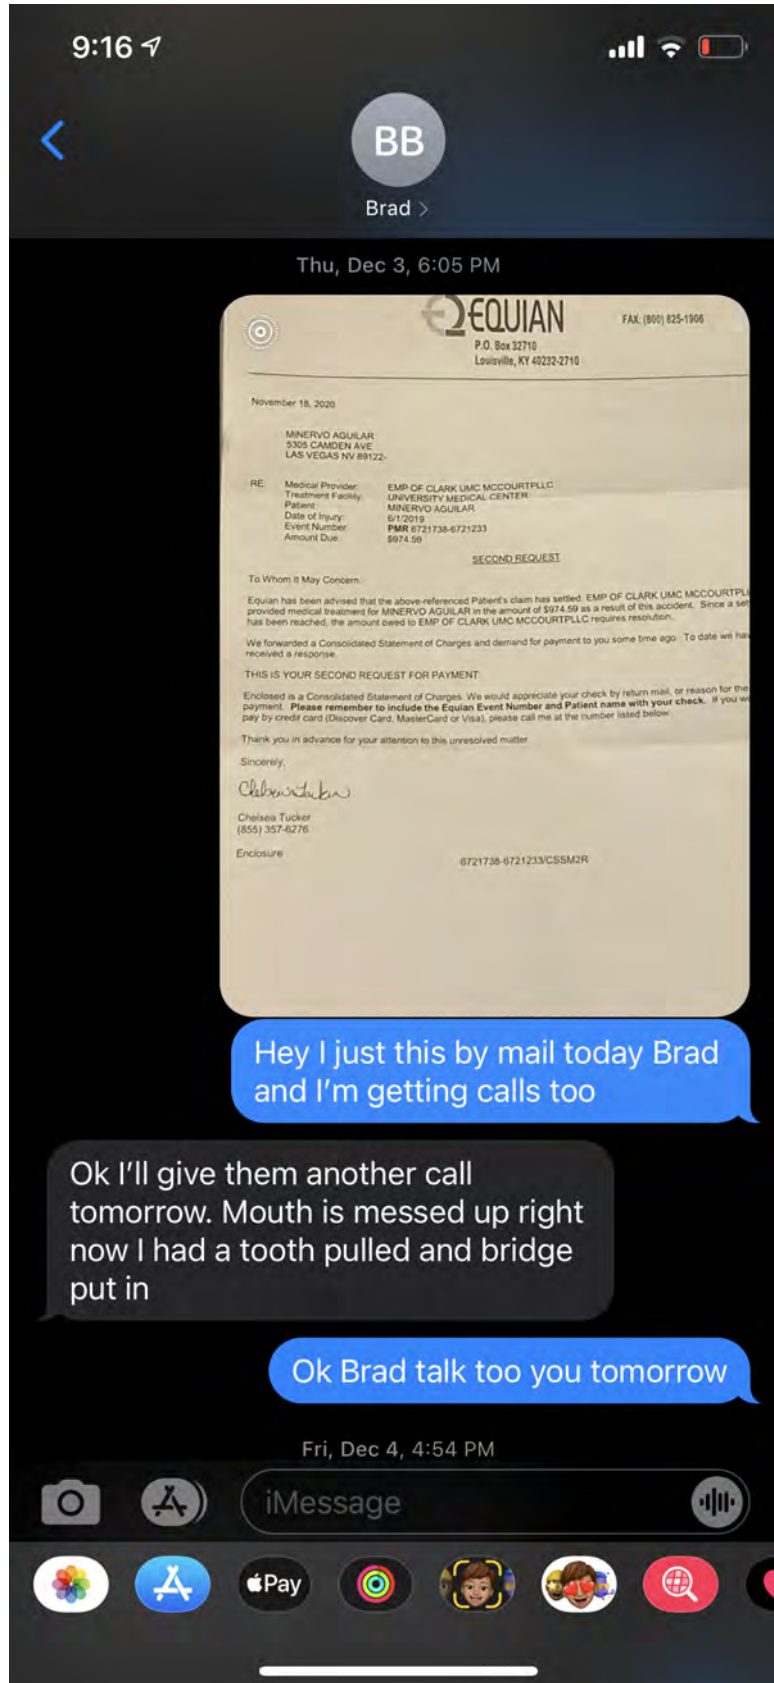 9:16
BB
Brad >
Thu, Dec 3, 6:05 PM
EQUIAN
FAX: (800) 825-1906
P.O. Box 32710
Louisville, KY 40232-2710
November 18, 2020
MINERVO AGUILAR
5305 CAMDEN AVE
LAS VEGAS NV 89122-
RE Medical Provider: EMP OF CLARK UMC MCCOURTPLLC
Treatment Facility: UNIVERSITY MEDICAL CENTER
Patient MINERVO AGUILAR
Date of Injury: 6/1/2019
Event Number: PMR 6721738-6721233
Amount Due: $974.59
SECOND REQUEST
To Whom It May Concern:
Equian has been advised that the above-referenced Patient's claim has settled. EMP OF CLARK UMC MCCOURTPL
provided medical treatment for MINERVO AGUILAR in the amount of $974.59 as a result of this accident. Since a set
has been reached, the amount owed to EMP OF CLARK UMC MCCOURTPLLC requires resolution.
We forwarded a Consolidated Statement of Charges and demand for payment to you some time ago. To date we hav
received a response.
THIS IS YOUR SECOND REQUEST FOR PAYMENT
Enclosed is a Consolidated Statement of Charges. We would appreciate your check by return mail, or reason for the
payment. Please remember to include the Equian Event Number and Patient name with your check. If you w
pay by credit card (Discover Card, MasterCard or Visa), please call me at the number listed below.
Thank you in advance for your attention to this unresolved matter.
Sincerely,
Chelsea Tucker
Chelsea Tucker
(855) 357-6276
Enclosure
6721738-6721233/CSSM2R
Hey I just this by mail today Brad
and I'm getting calls too
Ok I'll give them another call
tomorrow. Mouth is messed up right
now I had a tooth pulled and bridge
put in
Ok Brad talk too you tomorrow
Fri, Dec 4, 4:54 PM
iMessage
Pay